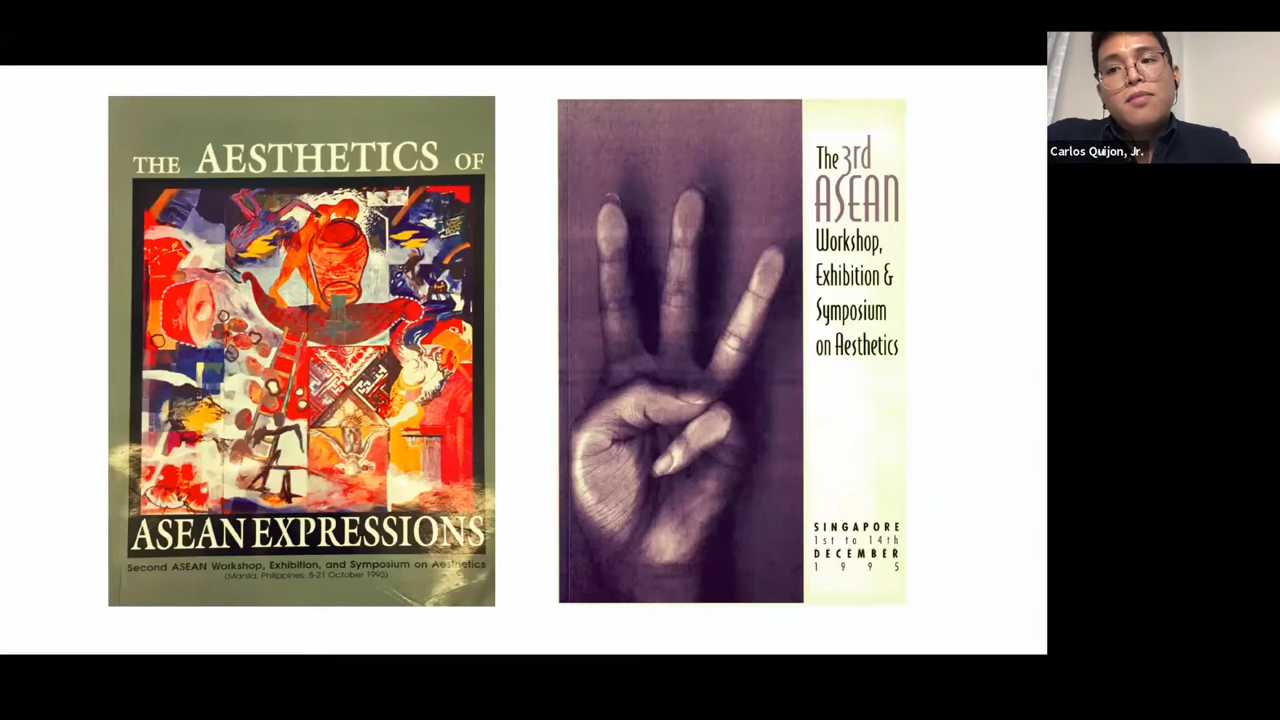 THE AESTHETICS OF
ASEAN EXPRESSIONS
Second ASEAN Workshop, Exhibition, and Symposium on Aesthetics
(Manila, Philippines: 8-21 October 1993)
The 3rd
ASEAN
Workshop,
Exhibition &
Symposium
on Aesthetics
SINGAPORE
1st to 14th
DECEMBER
1995
Carlos Quijon, Jr.